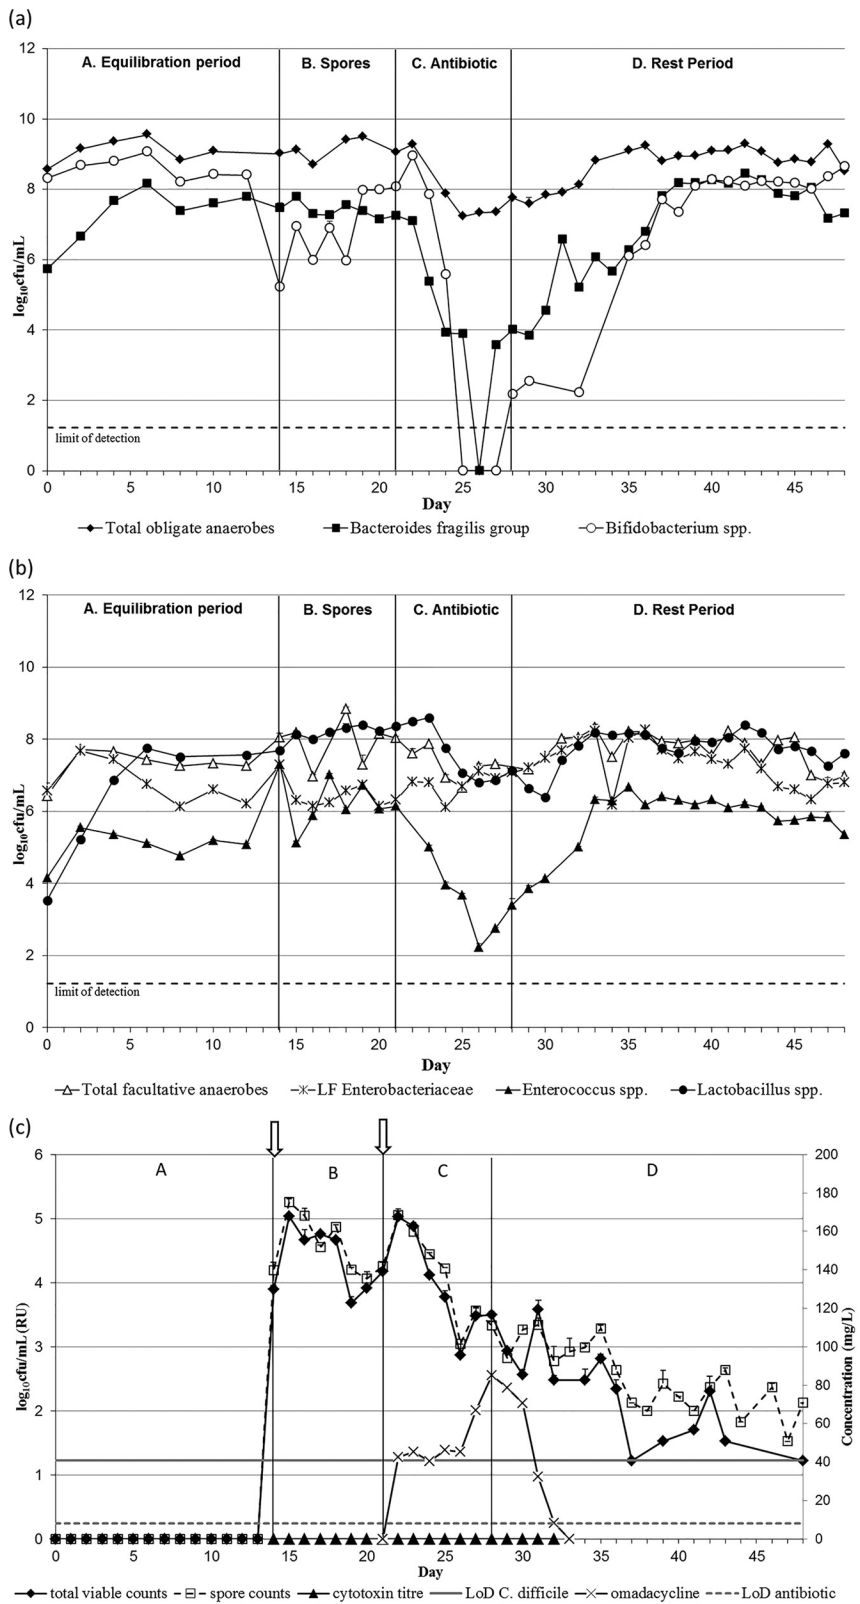 (a)
12
A. Equilibration period
B. Spores
C. Antibiotic
D. Rest Period
10
8
6
4
2
0
log10cfu/mL
limit of detection
0 5 10 15 20 25 30 35 40 45
Day
Total obligate anaerobes
Bacteroides fragilis group
Bifidobacterium spp.
(b)
12
A. Equilibration period
B. Spores
C. Antibiotic
D. Rest Period
10
8
6
4
2
0
log10cfu/mL
limit of detection
0 5 10 15 20 25 30 35 40 45
Day
Total facultative anaerobes
LF Enterobacteriaceae
Enterococcus spp.
Lactobacillus spp.
(c)
6
5
4
3
2
1
0
log10cfu/mL (RU)
A
B
C
D
200
180
160
140
120
100
80
60
40
20
0
Concentration (mg/L)
0 5 10 15 20 25 30 35 40 45
Day
total viable counts
spore counts
cytotoxin titre
LoD C. difficile
omadacycline
LoD antibiotic